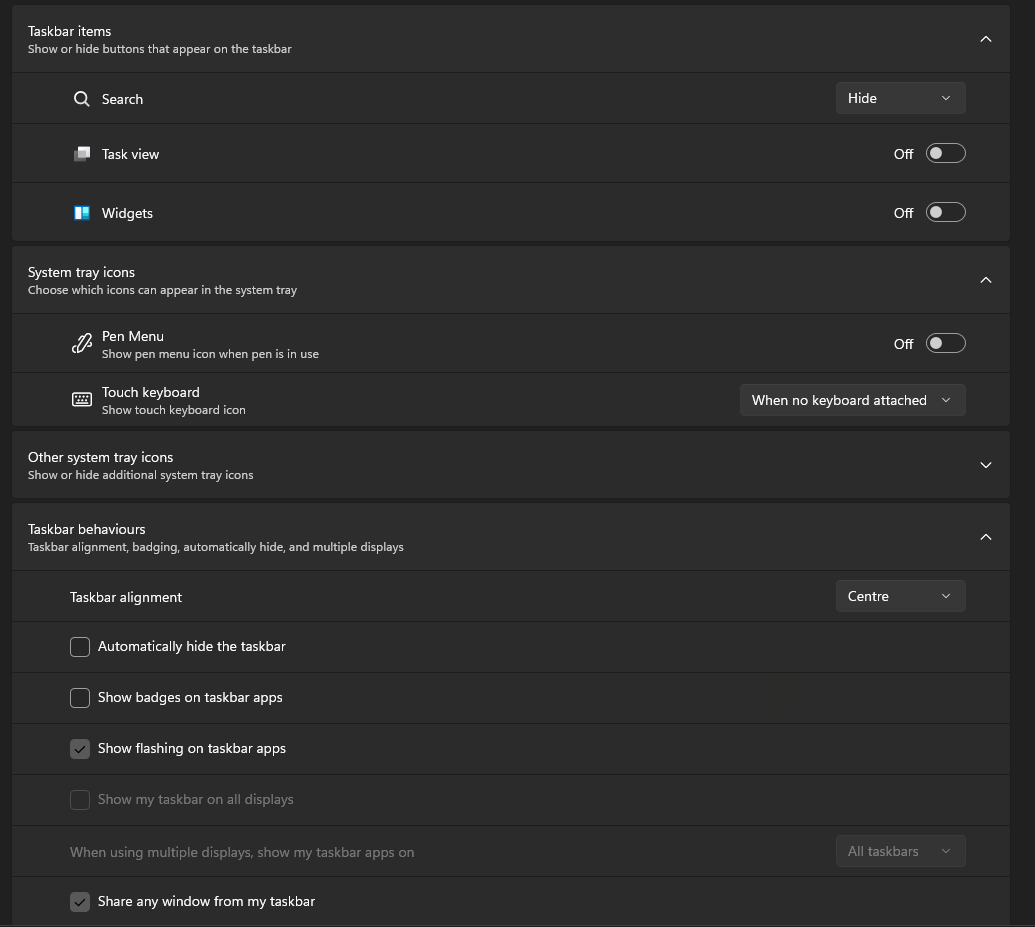 Taskbar items
Show or hide buttons that appear on the taskbar
Search
Hide
Task view
Off
Widgets
Off
System tray icons
Choose which icons can appear in the system tray
Pen Menu
Show pen menu icon when pen is in use
Off
Touch keyboard
Show touch keyboard icon
When no keyboard attached
Other system tray icons
Show or hide additional system tray icons
Taskbar behaviours
Taskbar alignment, badging, automatically hide, and multiple displays
Taskbar alignment
Centre
Automatically hide the taskbar
Show badges on taskbar apps
Show flashing on taskbar apps
Show my taskbar on all displays
When using multiple displays, show my taskbar apps on
All taskbars
Share any window from my taskbar